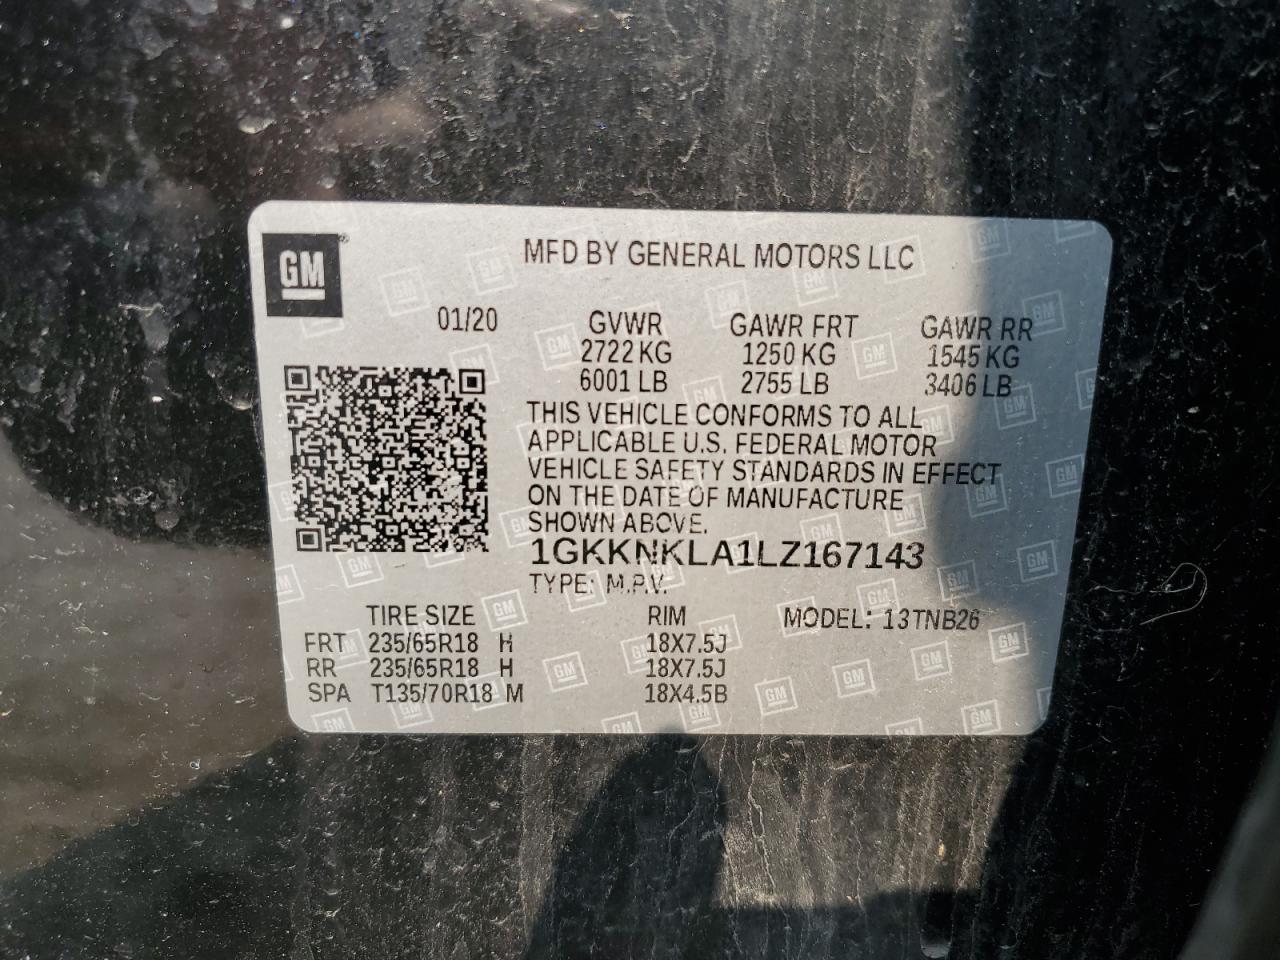 GM
MFD BY GENERAL MOTORS LLC
01/20 GVWR GAWR FRT GAWR RR
2722 KG 1250 KG 1545 KG
6001 LB 2755 LB 3406 LB
THIS VEHICLE CONFORMS TO ALL
APPLICABLE U.S. FEDERAL MOTOR
VEHICLE SAFETY STANDARDS IN EFFECT
ON THE DATE OF MANUFACTURE
SHOWN ABOVE.
1GKKNKLA1LZ167143
TYPE: M.P.V.
TIRE SIZE RIM MODEL: 13TNB26
FRT 235/65R18 H 18X7.5J
RR 235/65R18 H 18X7.5J
SPA T135/70R18 M 18X4.5B